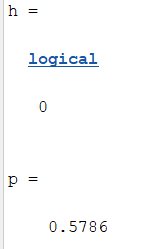 h =
logical
0
p =
0.5786